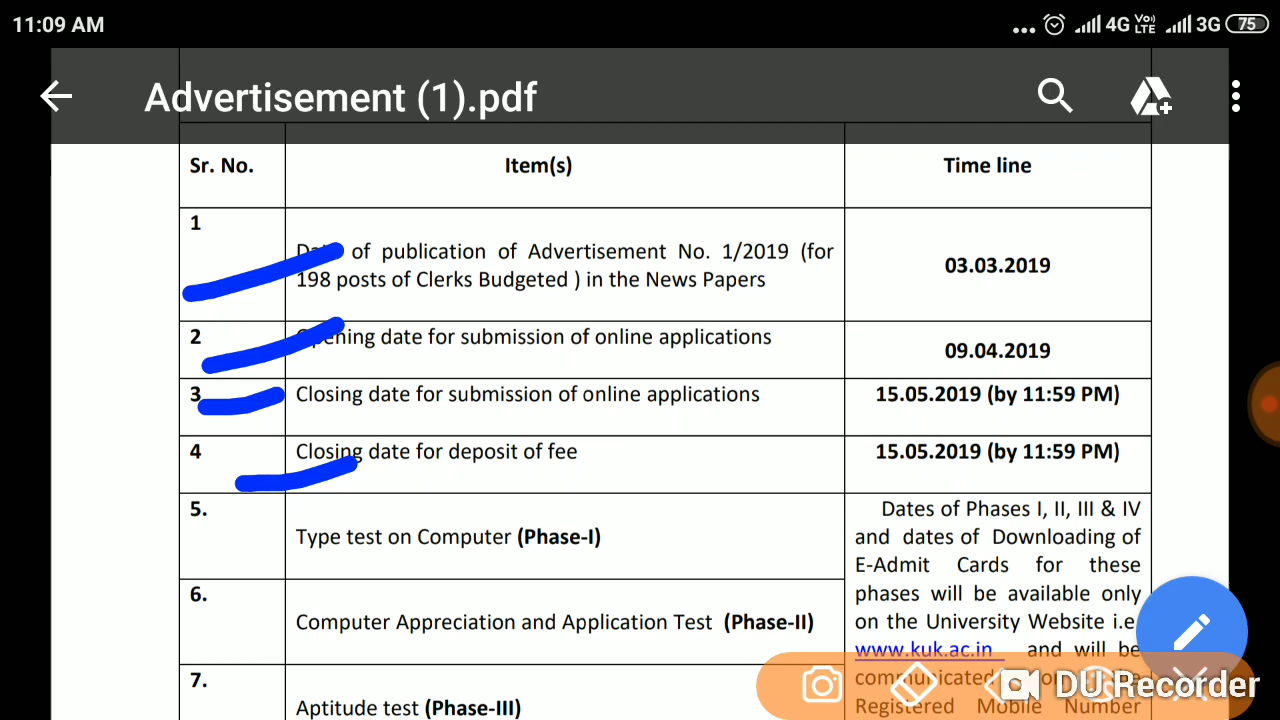 11:09 AM
4G VoLTE 3G 75
Advertisement (1).pdf
Sr. No. Item(s) Time line
1
of publication of Advertisement No. 1/2019 (for
198 posts of Clerks Budgeted ) in the News Papers
03.03.2019
2 Opening date for submission of online applications
09.04.2019
3 Closing date for submission of online applications 15.05.2019 (by 11:59 PM)
4 Closing date for deposit of fee 15.05.2019 (by 11:59 PM)
5.
Type test on Computer (Phase-I)
6.
Computer Appreciation and Application Test (Phase-II)
7.
Aptitude test (Phase-III)
Dates of Phases I, II, III & IV
and dates of Downloading of
E-Admit Cards for these
phases will be available only
on the University Website i.e
www.kuk.ac.in and will be
communicated
Registered Mobile Number
DU Recorder